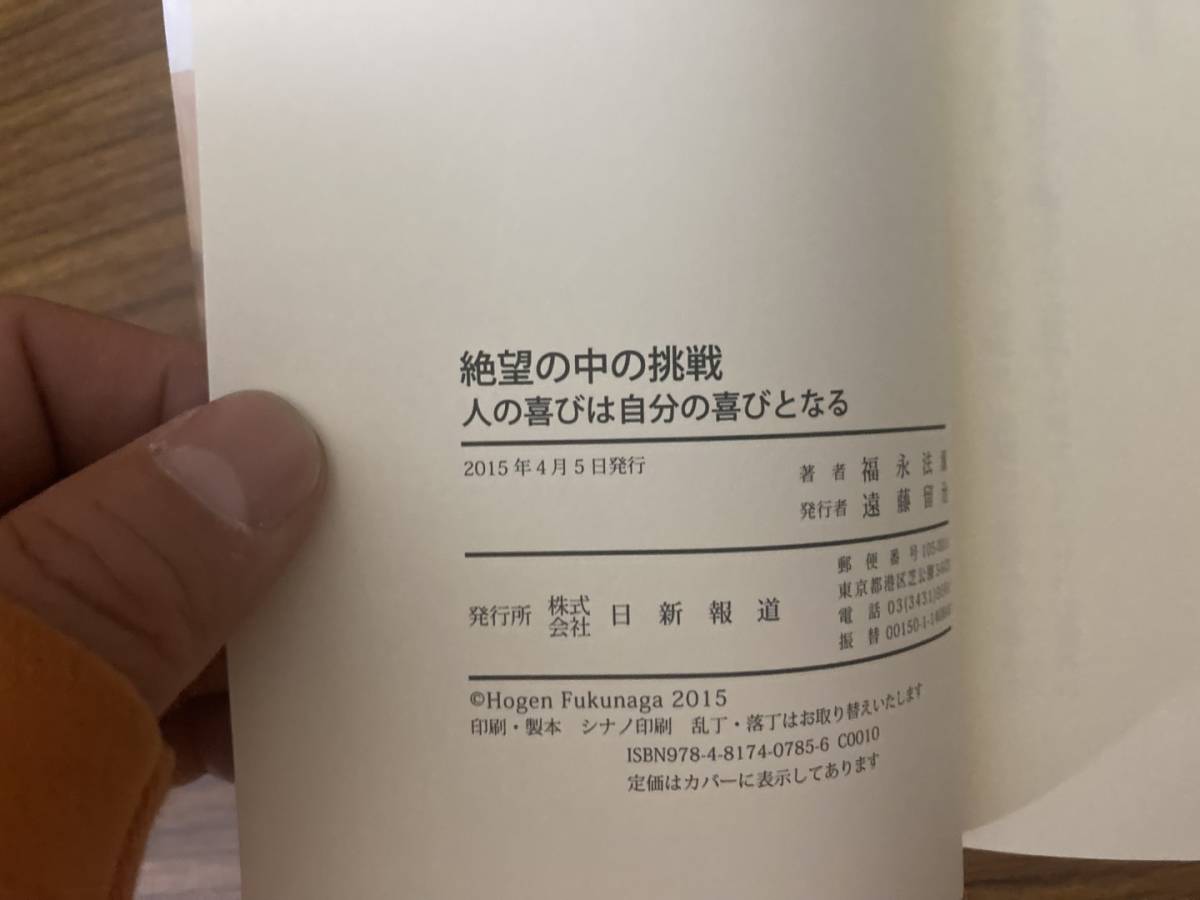 絶望の中の挑戦
人の喜びは自分の喜びとなる
2015年4月5日発行
著者 福永法
発行者 遠藤留
発行所 株式会社 日新報道
郵便番号 105-
東京都港区芝公園
電話 03(3431)
振替 00150-1-
©Hogen Fukunaga 2015
印刷・製本 シナノ印刷 乱丁・落丁はお取り替えいたします
ISBN978-4-8174-0785-6 C0010
定価はカバーに表示してあります